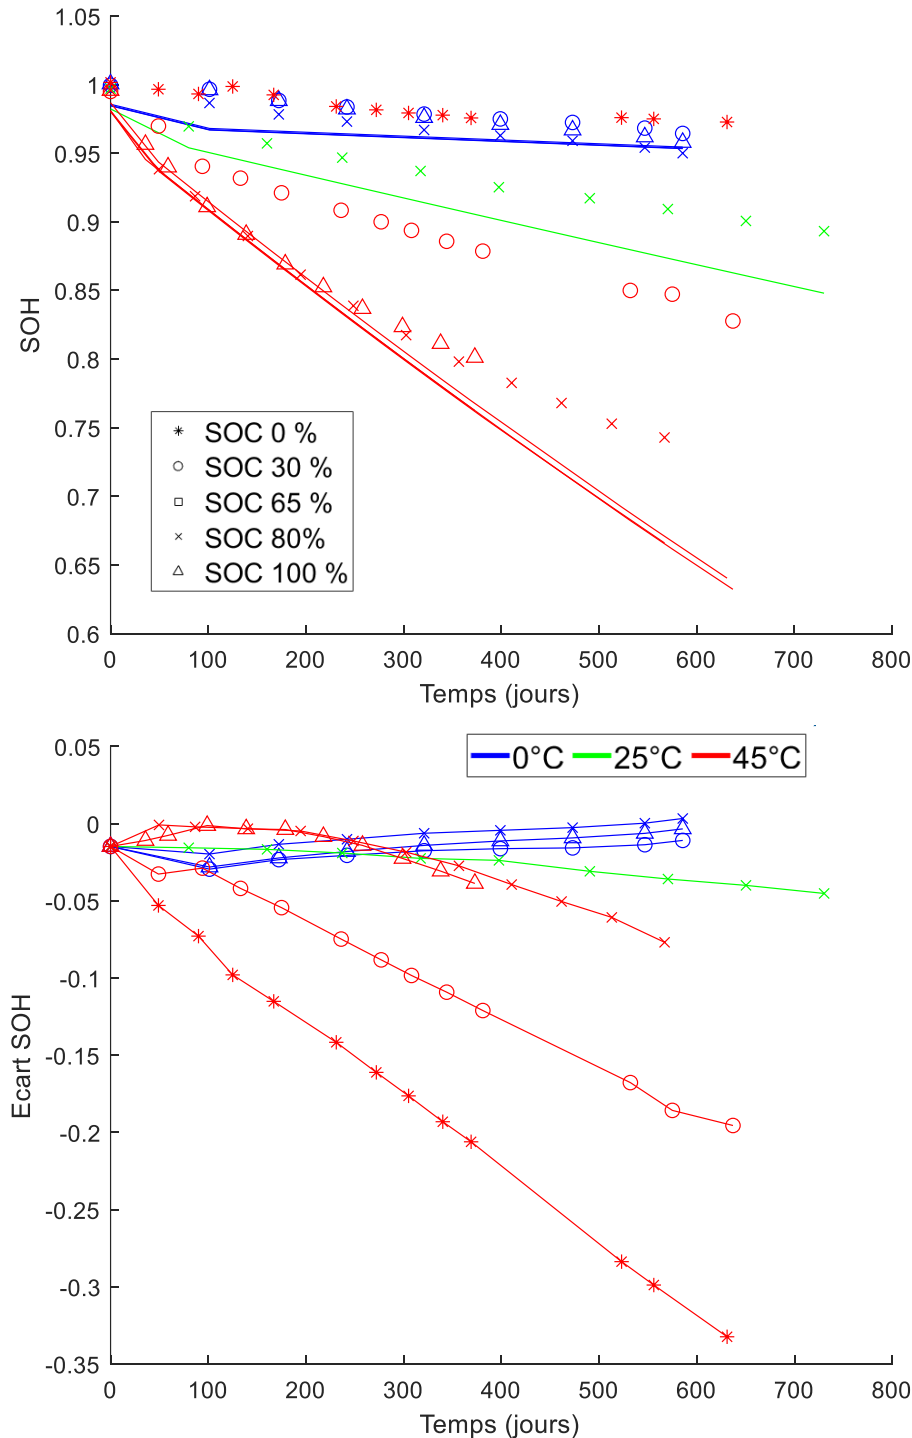 1.05
1
0.95
0.9
0.85
0.8
0.75
0.7
0.65
0.6
SOH
SOC 0 %
SOC 30 %
SOC 65 %
SOC 80%
SOC 100 %
0 100 200 300 400 500 600 700 800
Temps (jours)
0°C 25°C 45°C
0.05
0
-0.05
-0.1
-0.15
-0.2
-0.25
-0.3
-0.35
Ecart SOH
0 100 200 300 400 500 600 700 800
Temps (jours)